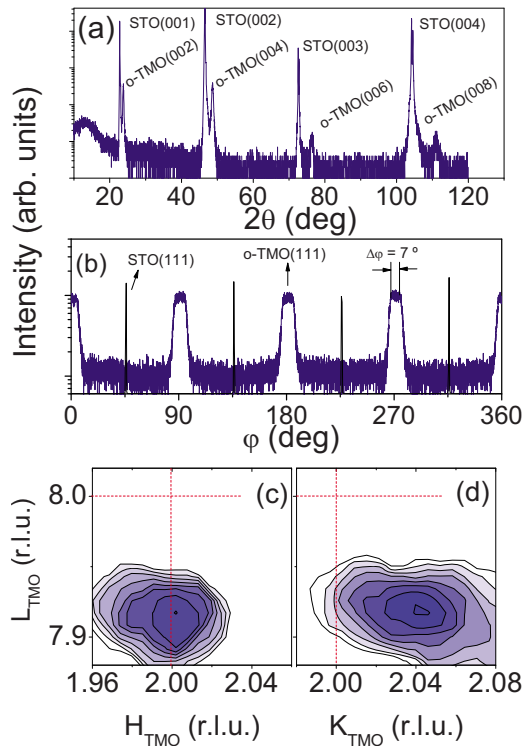 (a)
STO(001)
o-TMO(002)
STO(002)
o-TMO(004)
STO(003)
o-TMO(006)
STO(004)
o-TMO(008)
0 20 40 60 80 100 120
2θ (deg)
Intensity (arb. units)
(b)
STO(111)
o-TMO(111)
Δφ = 7 º
0 90 180 270 360
φ (deg)
(c)
(d)
8.0
7.9
L_TMO (r.l.u.)
1.96 2.00 2.04
2.00 2.04 2.08
H_TMO (r.l.u.)
K_TMO (r.l.u.)